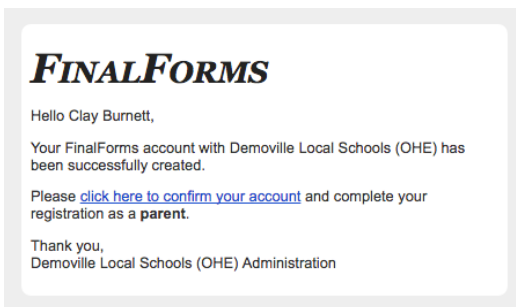 FINALFORMS
Hello Clay Burnett,
Your FinalForms account with Demoville Local Schools (OHE) has
been successfully created.
Please click here to confirm your account and complete your
registration as a parent.
Thank you,
Demoville Local Schools (OHE) Administration